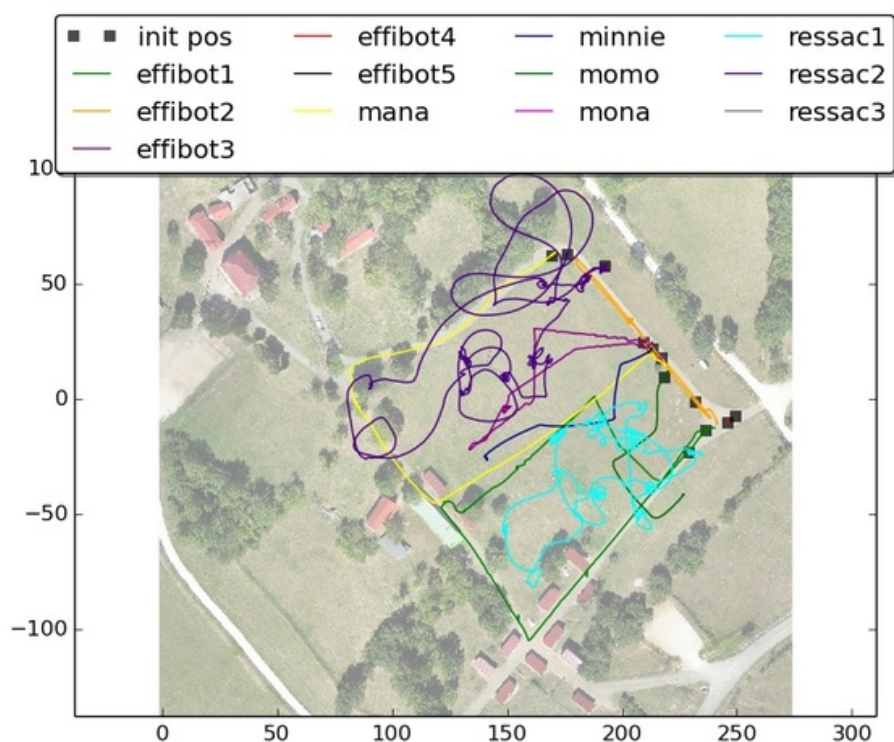 init pos effibot4 minnie ressac1
effibot1 effibot5 momo ressac2
effibot2 mana mona ressac3
effibot3
10
50
0
−50
−100
0 50 100 150 200 250 300